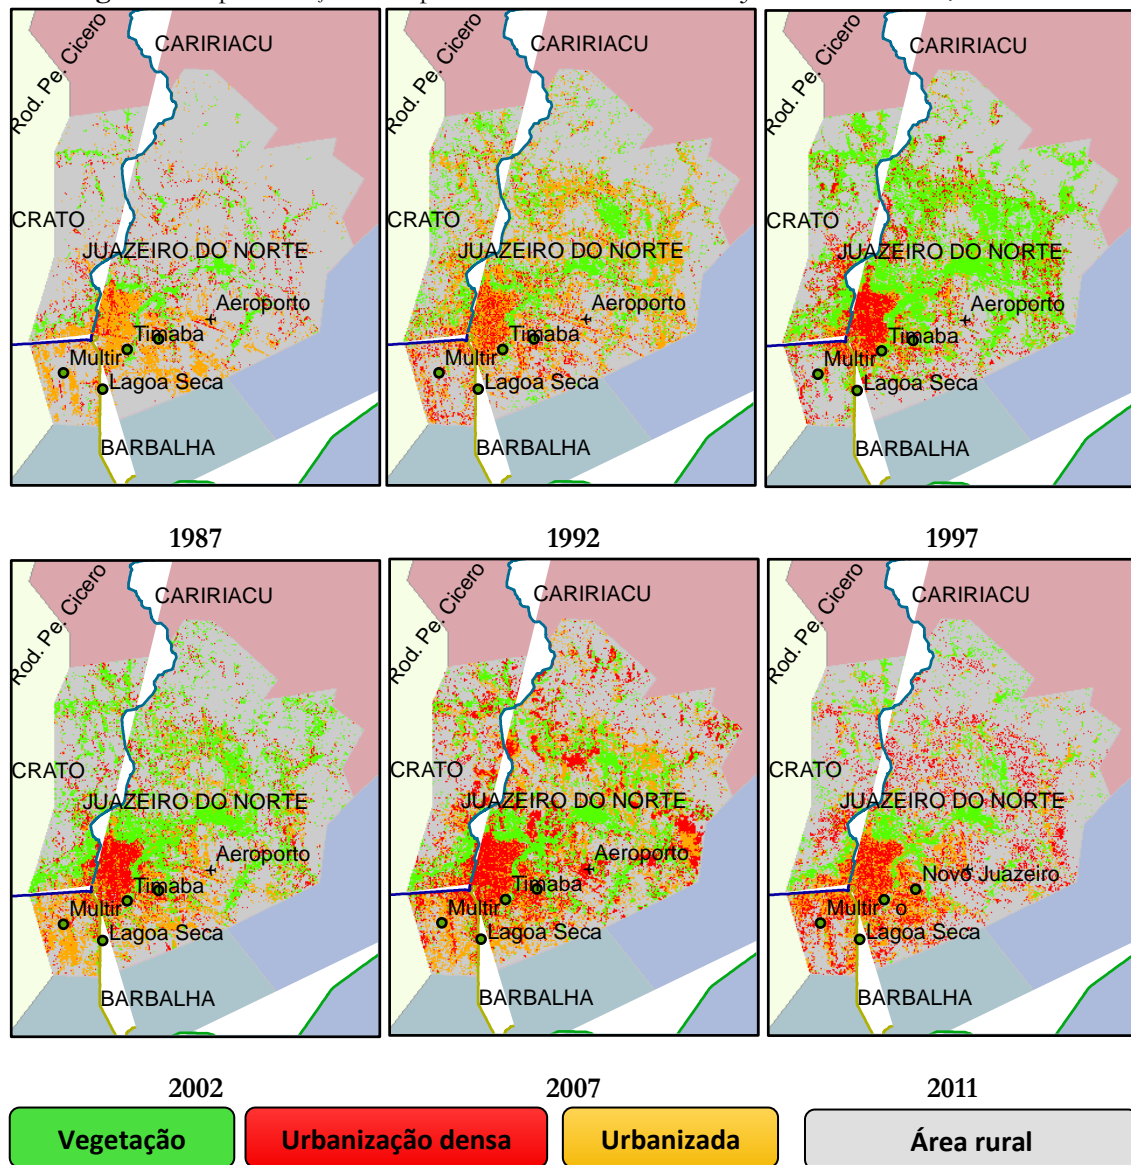 Rod. Pe. Cicero
CARIRIACU
CRATO
JUAZEIRO DO NORTE
Aeroporto
Timaba
Multir
Lagoa Seca
BARBALHA
Rod. Pe. Cicero
CARIRIACU
CRATO
JUAZEIRO DO NORTE
Aeroporto
Timaba
Multir
Lagoa Seca
BARBALHA
Rod. Pe. Cicero
CARIRIACU
CRATO
JUAZEIRO DO NORTE
Aeroporto
Timaba
Multir
Lagoa Seca
BARBALHA
1987
1992
1997
Rod. Pe. Cicero
CARIRIACU
CRATO
JUAZEIRO DO NORTE
Aeroporto
Timaba
Multir
Lagoa Seca
BARBALHA
Rod. Pe. Cicero
CARIRIACU
CRATO
JUAZEIRO DO NORTE
Aeroporto
Timaba
Multir
Lagoa Seca
BARBALHA
Rod. Pe. Cicero
CARIRIACU
CRATO
JUAZEIRO DO NORTE
Novo Juazeiro
Multir o
Lagoa Seca
BARBALHA
2002
2007
2011
Vegetação
Urbanização densa
Urbanizada
Área rural